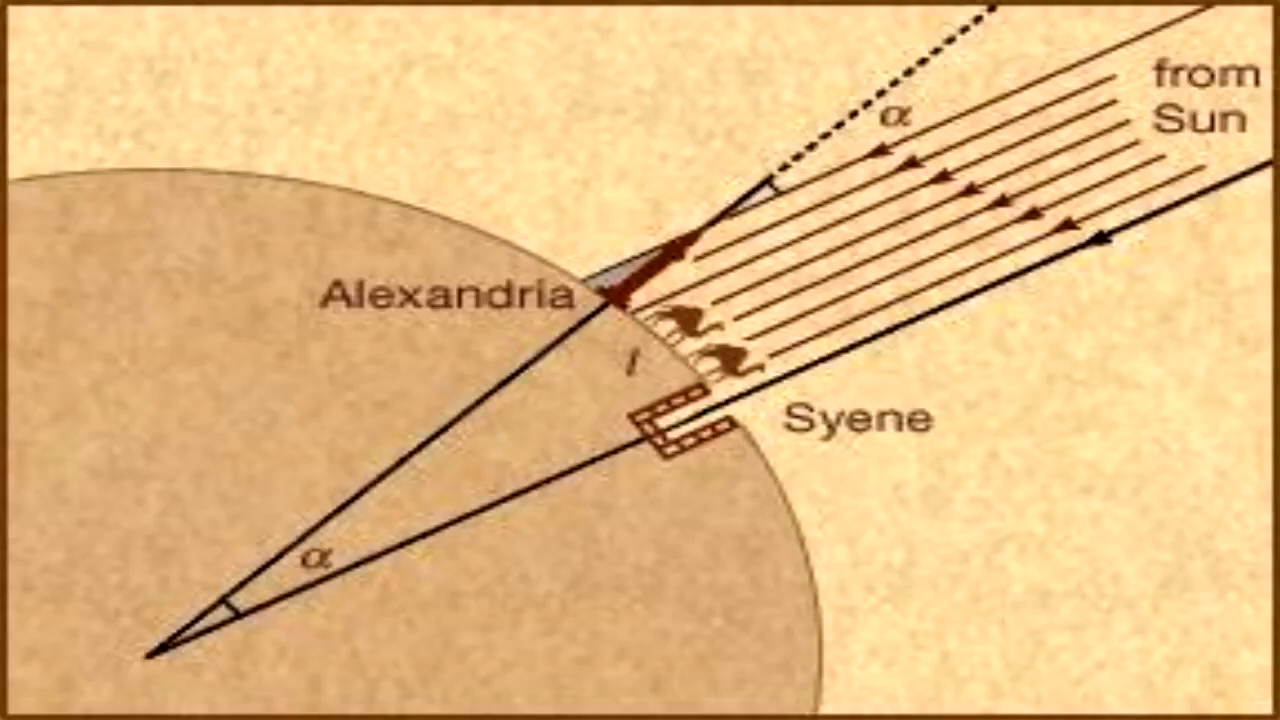 from
Sun
α
Alexandria
l
Syene
α